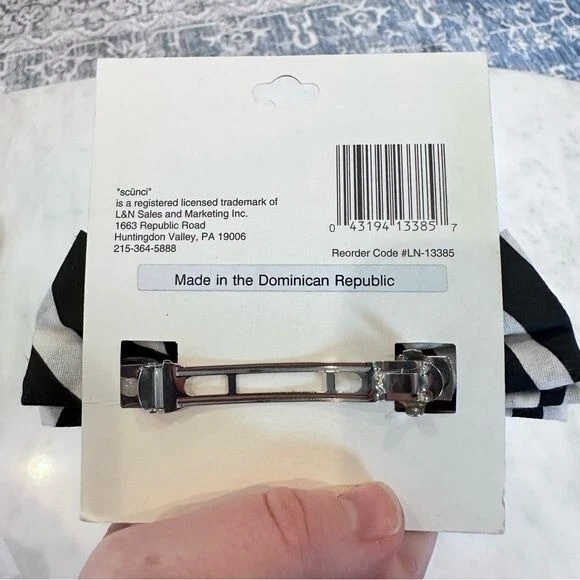 "scünci"
is a registered licensed trademark of
L&N Sales and Marketing Inc.
1663 Republic Road
Huntingdon Valley, PA 19006
215-364-5888
0 43194 13385 7
Reorder Code #LN-13385
Made in the Dominican Republic